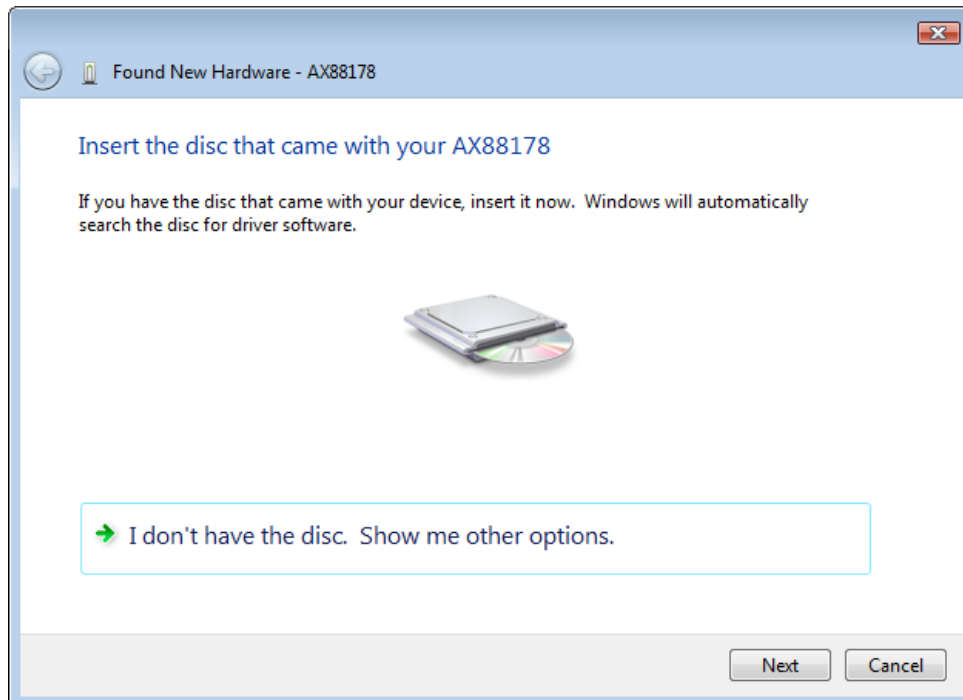 Found New Hardware - AX88178
Insert the disc that came with your AX88178
If you have the disc that came with your device, insert it now.  Windows will automatically
search the disc for driver software.
I don't have the disc.  Show me other options.
Next Cancel